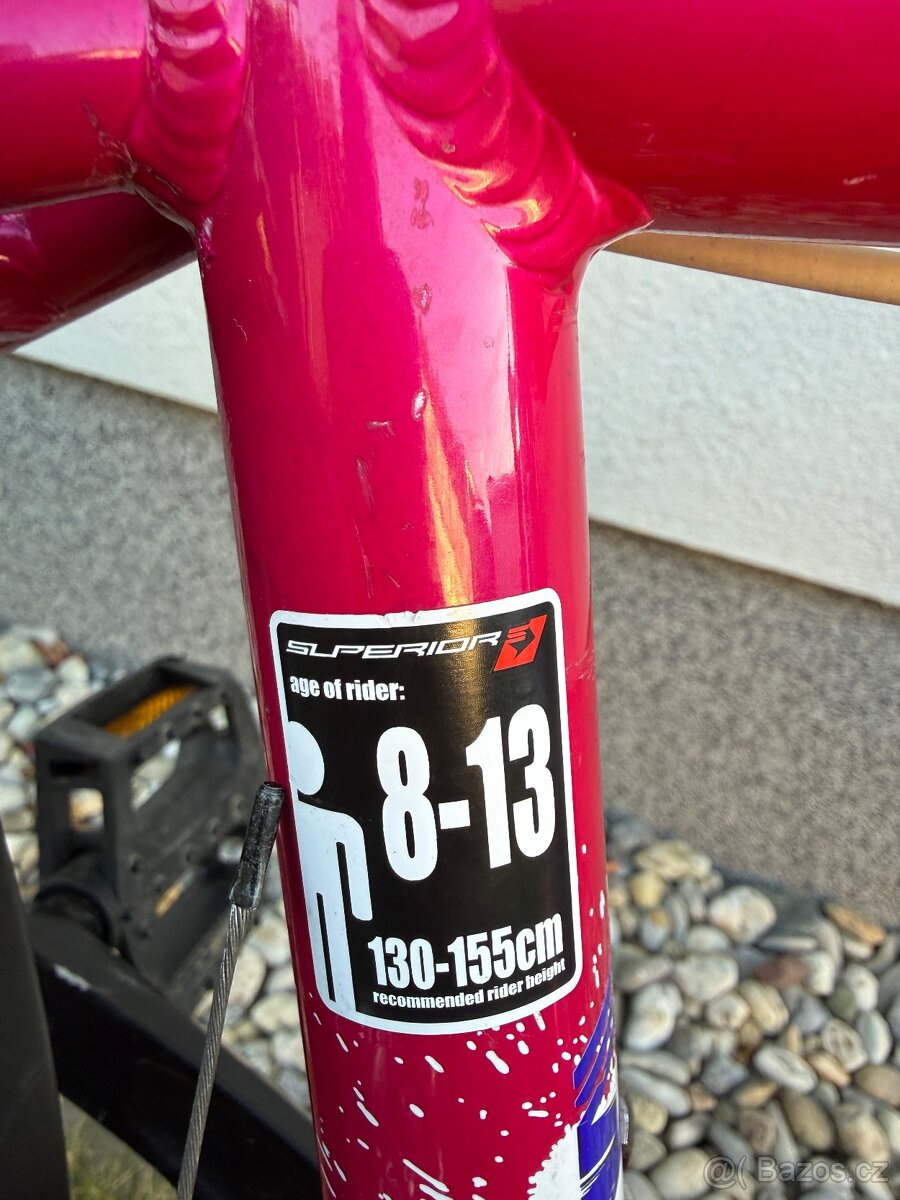 SUPERIOR
age of rider:
8-13
130-155cm
recommended rider height
@( Bazos.cz